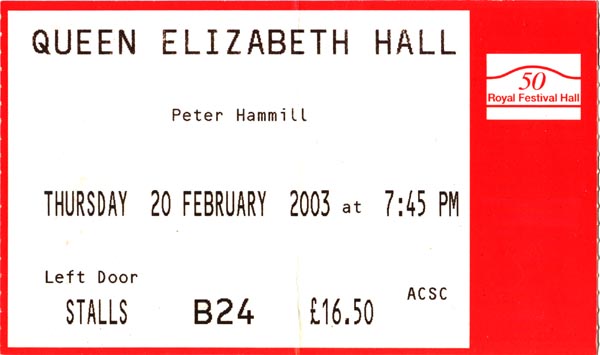 QUEEN ELIZABETH HALL
50
Royal Festival Hall
Peter Hammill
THURSDAY 20 FEBRUARY 2003 at 7:45 PM
Left Door
ACSC
STALLS B24 £16.50